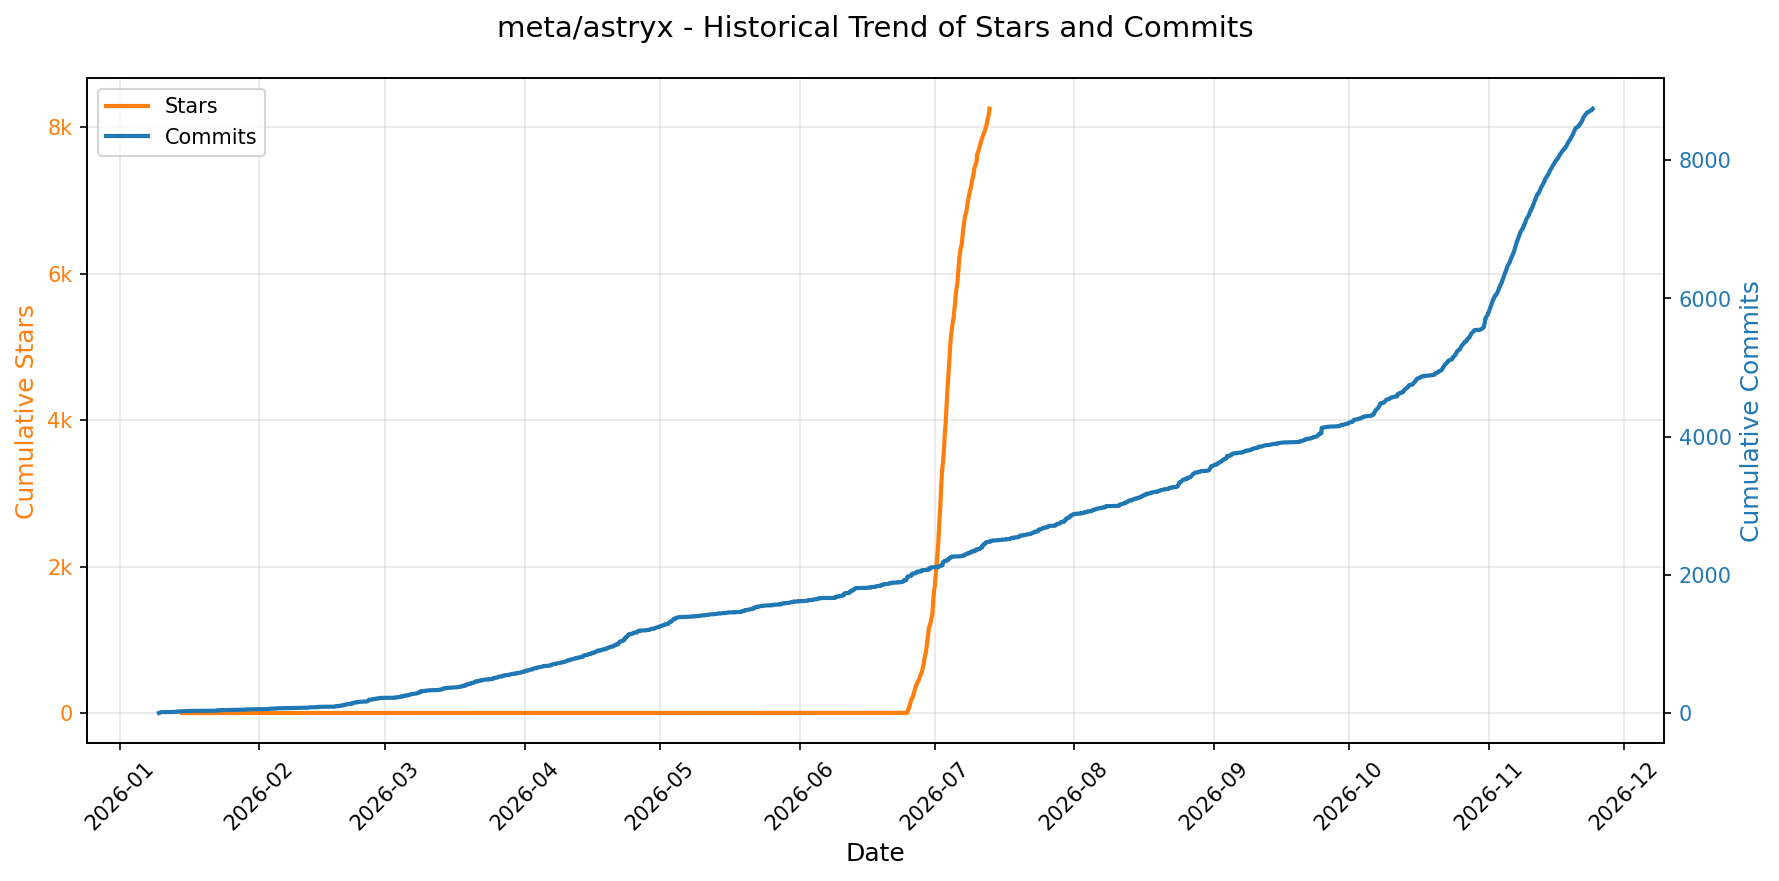 meta/astryx - Historical Trend of Stars and Commits
Stars
Commits
8k
6k
4k
2k
0
Cumulative Stars
8000
6000
4000
2000
0
Cumulative Commits
2026-01
2026-02
2026-03
2026-04
2026-05
2026-06
2026-07
2026-08
2026-09
2026-10
2026-11
2026-12
Date